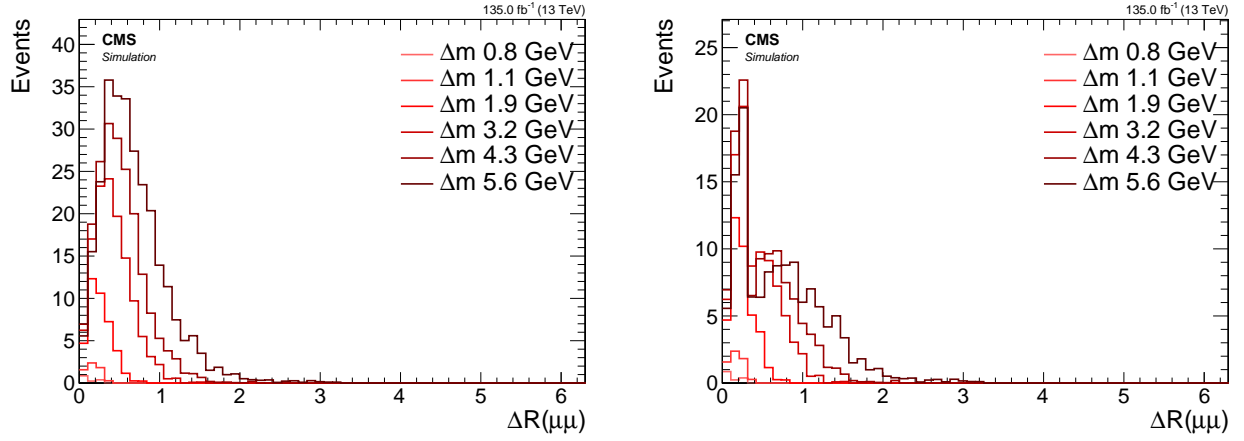 135.0 fb⁻¹ (13 TeV)
Events
CMS
Simulation
Δm 0.8 GeV
Δm 1.1 GeV
Δm 1.9 GeV
Δm 3.2 GeV
Δm 4.3 GeV
Δm 5.6 GeV
40
35
30
25
20
15
10
5
0
0 1 2 3 4 5 6
ΔR(μμ)
135.0 fb⁻¹ (13 TeV)
Events
CMS
Simulation
Δm 0.8 GeV
Δm 1.1 GeV
Δm 1.9 GeV
Δm 3.2 GeV
Δm 4.3 GeV
Δm 5.6 GeV
25
20
15
10
5
0
0 1 2 3 4 5 6
ΔR(μμ)